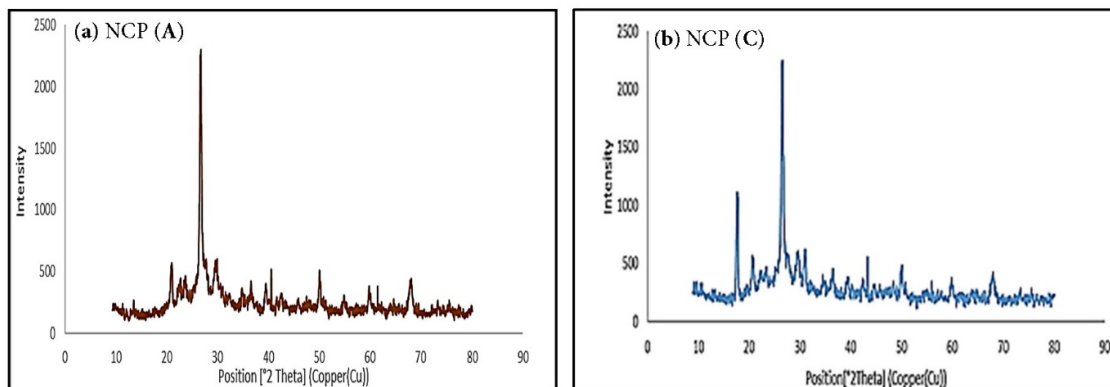 (a) NCP (A)
2500
2000
1500
1000
500
0
Intensity
0 10 20 30 40 50 60 70 80 90
Position [°2 Theta] (Copper(Cu))
(b) NCP (C)
2500
2000
1500
1000
500
0
Intensity
0 10 20 30 40 50 60 70 80 90
Position[°2Theta] (Copper(Cu))